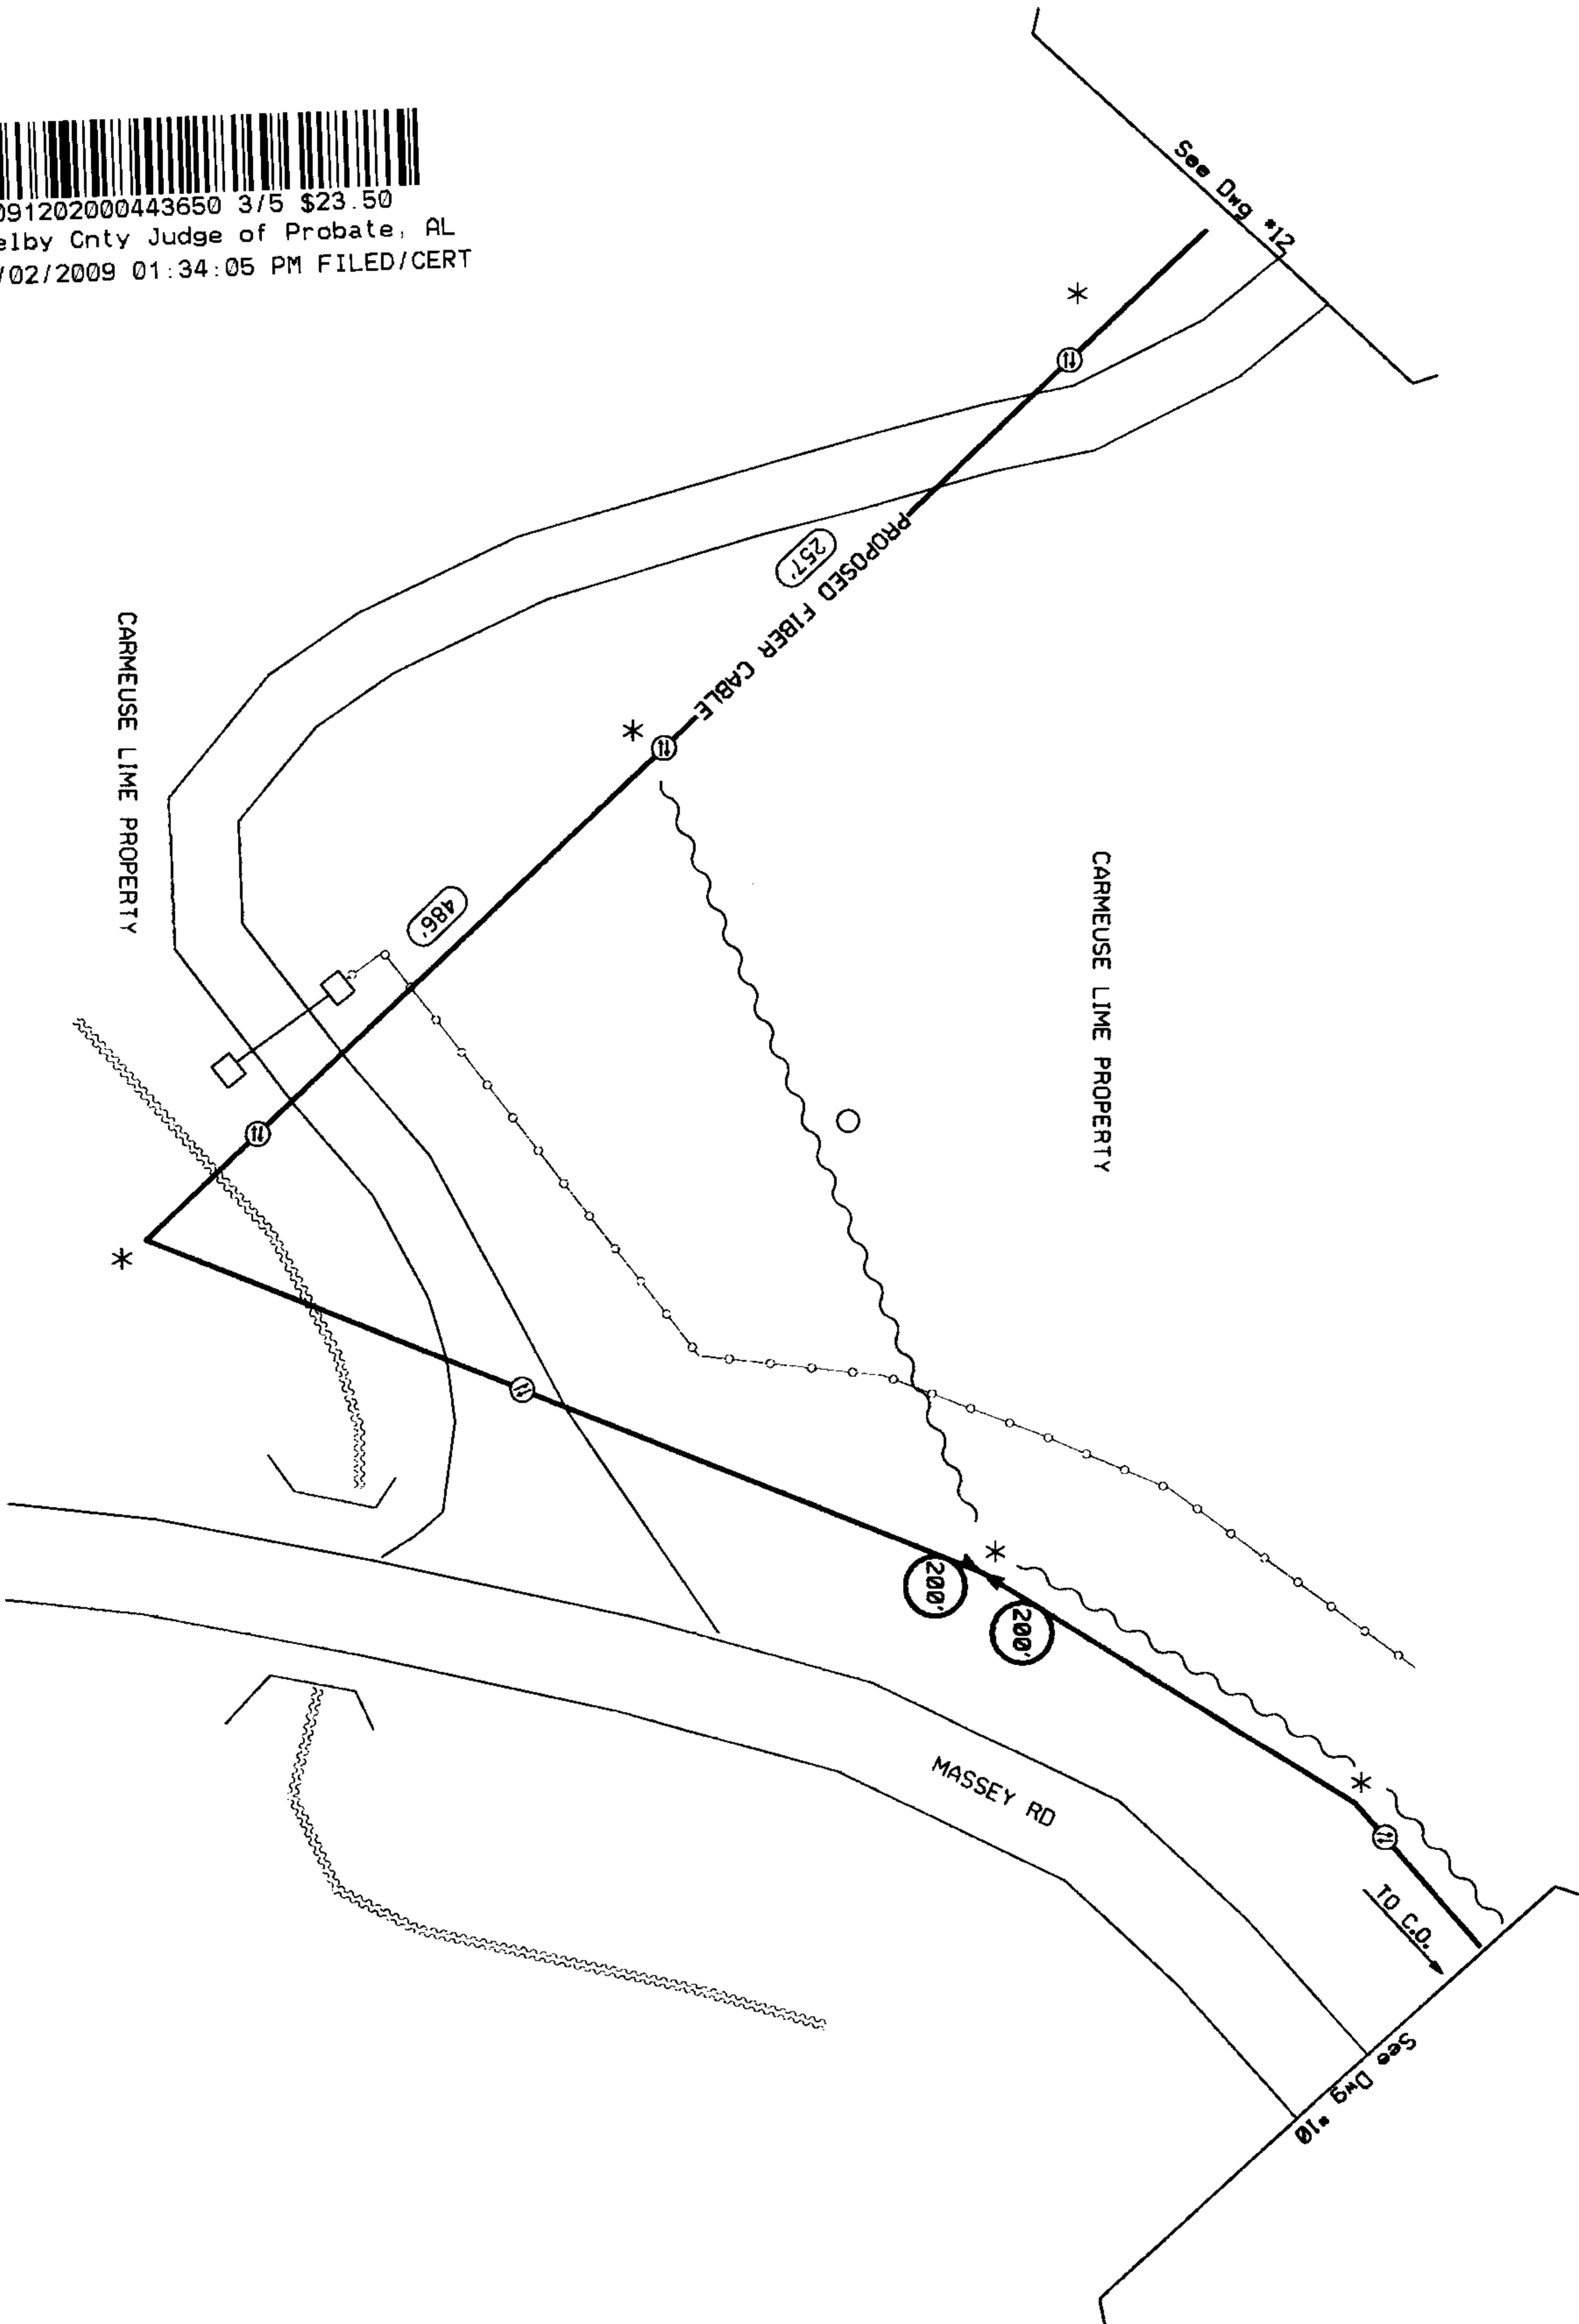 091202000443650 3/5 $23.50
elby Cnty Judge of Probate, AL
/02/2009 01:34:05 PM FILED/CERT
See Dwg #12
PROPOSED FIBER CABLE
257'
CARMEUSE LIME PROPERTY
CARMEUSE LIME PROPERTY
486'
200'
200'
MASSEY RD
TO C.O.
See Dwg #10